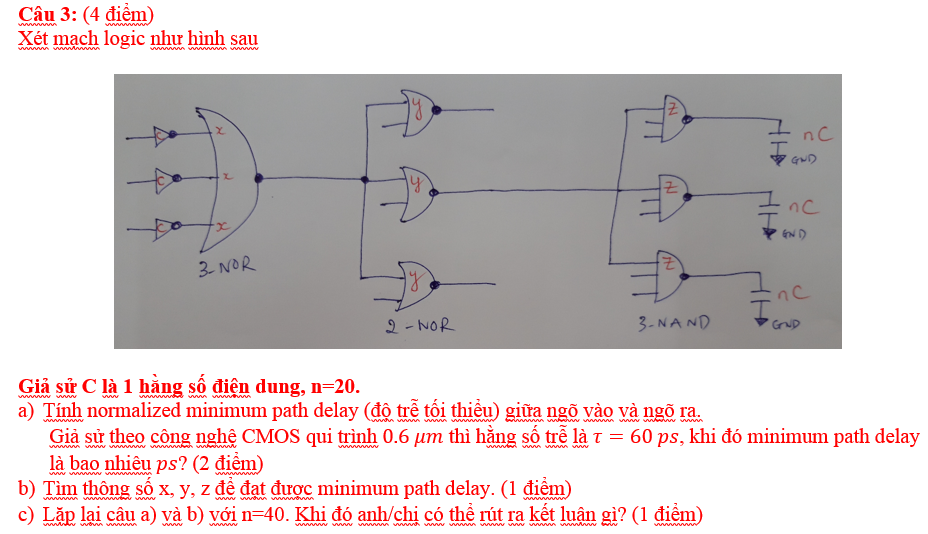 Câu 3: (4 điểm)
Xét mạch logic như hình sau
c x
c x
c x
3-NOR
y
y
y
2-NOR
z
z
z
3-NAND
nC
GND
nC
GND
nC
GND
Giả sử C là 1 hằng số điện dung, n=20.
a) Tính normalized minimum path delay (độ trễ tối thiểu) giữa ngõ vào và ngõ ra.
Giả sử theo công nghệ CMOS qui trình 0.6 μm thì hằng số trễ là τ = 60 ps, khi đó minimum path delay
là bao nhiêu ps? (2 điểm)
b) Tìm thông số x, y, z để đạt được minimum path delay. (1 điểm)
c) Lặp lại câu a) và b) với n=40. Khi đó anh/chị có thể rút ra kết luận gì? (1 điểm)